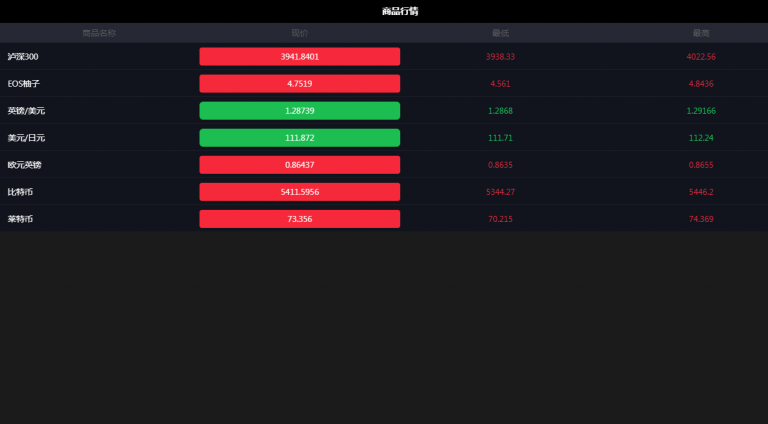 商品行情
商品名称 现价 最低 最高
泸深300 3941.8401 3938.33 4022.56
EOS柚子 4.7519 4.561 4.8436
英镑/美元 1.28739 1.2868 1.29166
美元/日元 111.872 111.71 112.24
欧元英镑 0.86437 0.8635 0.8655
比特币 5411.5956 5344.27 5446.2
莱特币 73.356 70.215 74.369